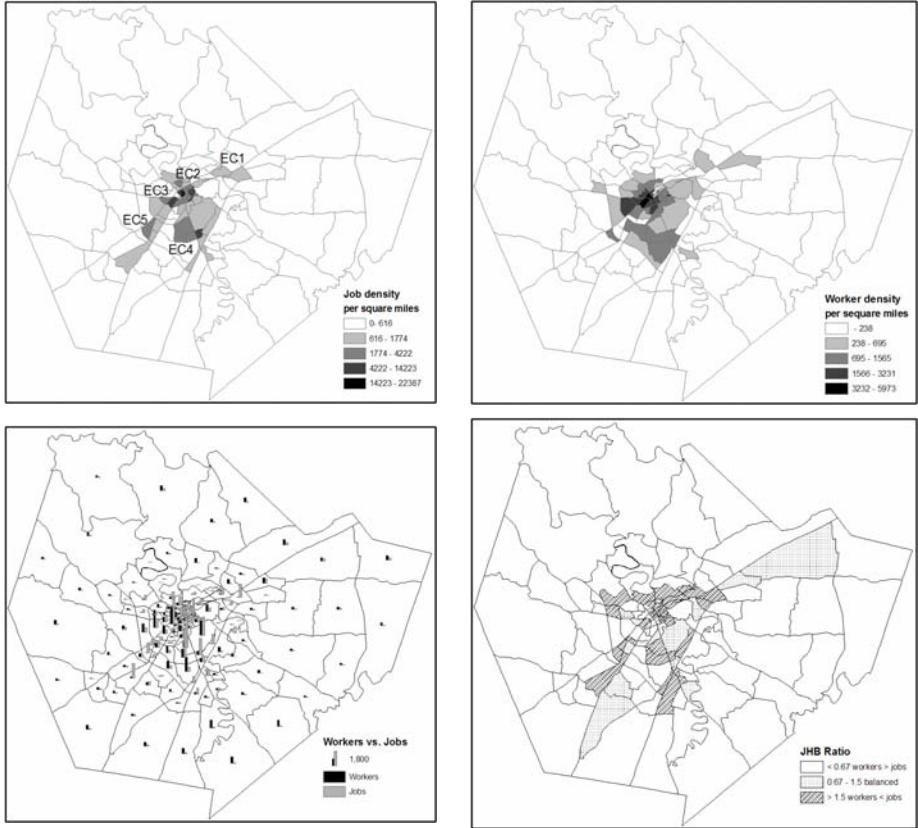 EC1
EC2
EC3
EC5
EC4
Job density
per square miles
0- 616
616 - 1774
1774 - 4222
4222 - 14223
14223 - 22387
Worker density
per sequare miles
- 238
238 - 695
695 - 1565
1566 - 3231
3232 - 5973
Workers vs. Jobs
1,800
Workers
Jobs
JHB Ratio
< 0.67 workers > jobs
0.67 - 1.5 balanced
> 1.5 workers < jobs